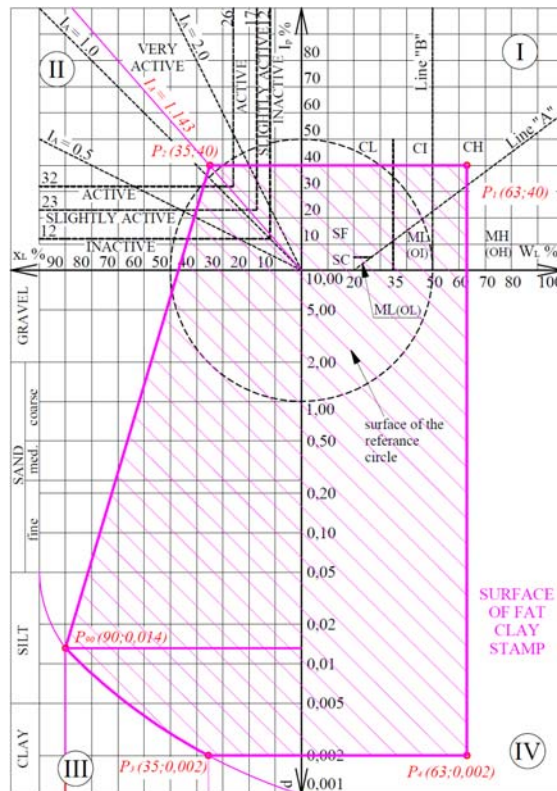 II
I
IA = 0.5
IA = 1.0
IA = 1.143
IA = 2.0
VERY
ACTIVE
26
ACTIVE
17
SLIGHTLY ACTIVE
12
INACTIVE
Ip %
80
70
60
50
40
30
20
10
Line "B"
Line "A"
P2 (35;40)
P1 (63;40)
CL
CI
CH
32
ACTIVE
23
SLIGHTLY ACTIVE
12
INACTIVE
SF
SC
ML
(OI)
MH
(OH)
xL %
90 80 70 60 50 40 30 20 10
10,00
20
35
50
70 80
100
WL %
ML(OL)
GRAVEL
SAND
coarse
med.
fine
SILT
CLAY
5,00
2,00
1,00
0,50
0,20
0,10
0,05
0,02
0,01
0,005
0,002
0,001
d
surface of the
referance
circle
SURFACE
OF FAT
CLAY
STAMP
P90 (90;0,014)
P3 (35;0,002)
P4 (63;0,002)
III
IV